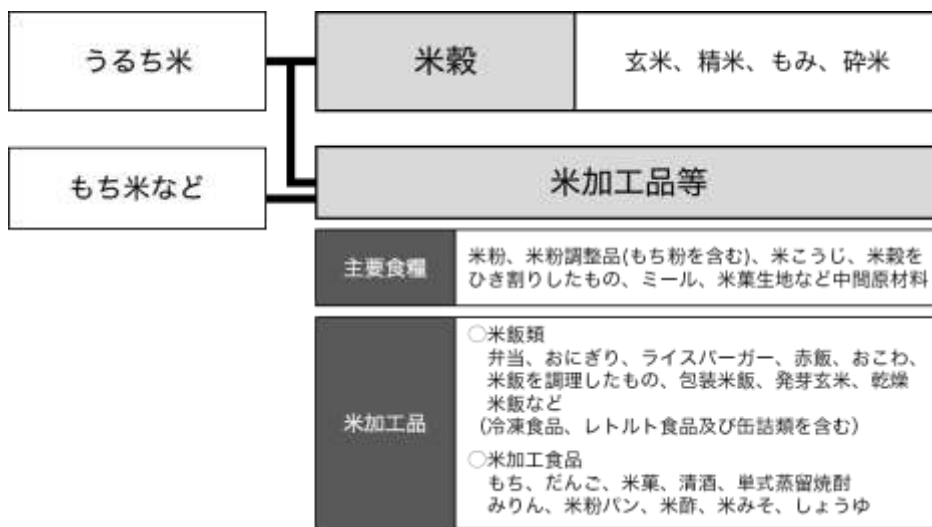 うるち米
米穀
玄米、精米、もみ、砕米
もち米など
米加工品等
主要食糧
米粉、米粉調整品(もち粉を含む)、米こうじ、米穀を
ひき割りしたもの、ミール、米菓生地など中間原材料
米加工品
○米飯類
弁当、おにぎり、ライスバーガー、赤飯、おこわ、
米飯を調理したもの、包装米飯、発芽玄米、乾燥
米飯など
(冷凍食品、レトルト食品及び缶詰類を含む)
○米加工食品
もち、だんご、米菓、清酒、単式蒸留焼酎
みりん、米粉パン、米酢、米みそ、しょうゆ